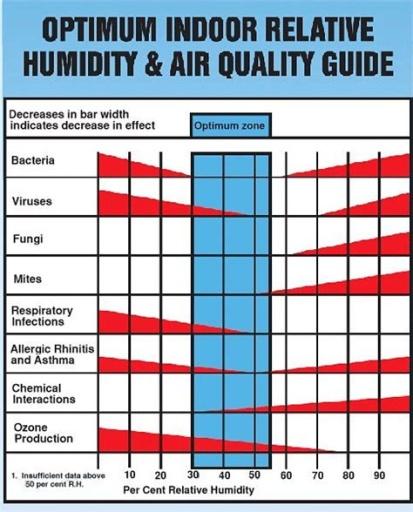 OPTIMUM INDOOR RELATIVE
HUMIDITY & AIR QUALITY GUIDE
Decreases in bar width
indicates decrease in effect
Optimum zone
Bacteria
Viruses
Fungi
Mites
Respiratory
Infections
Allergic Rhinitis
and Asthma
Chemical
Interactions
Ozone
Production
1. Insufficient data above
50 per cent R.H.
10 20 30 40 50 60 70 80 90
Per Cent Relative Humidity